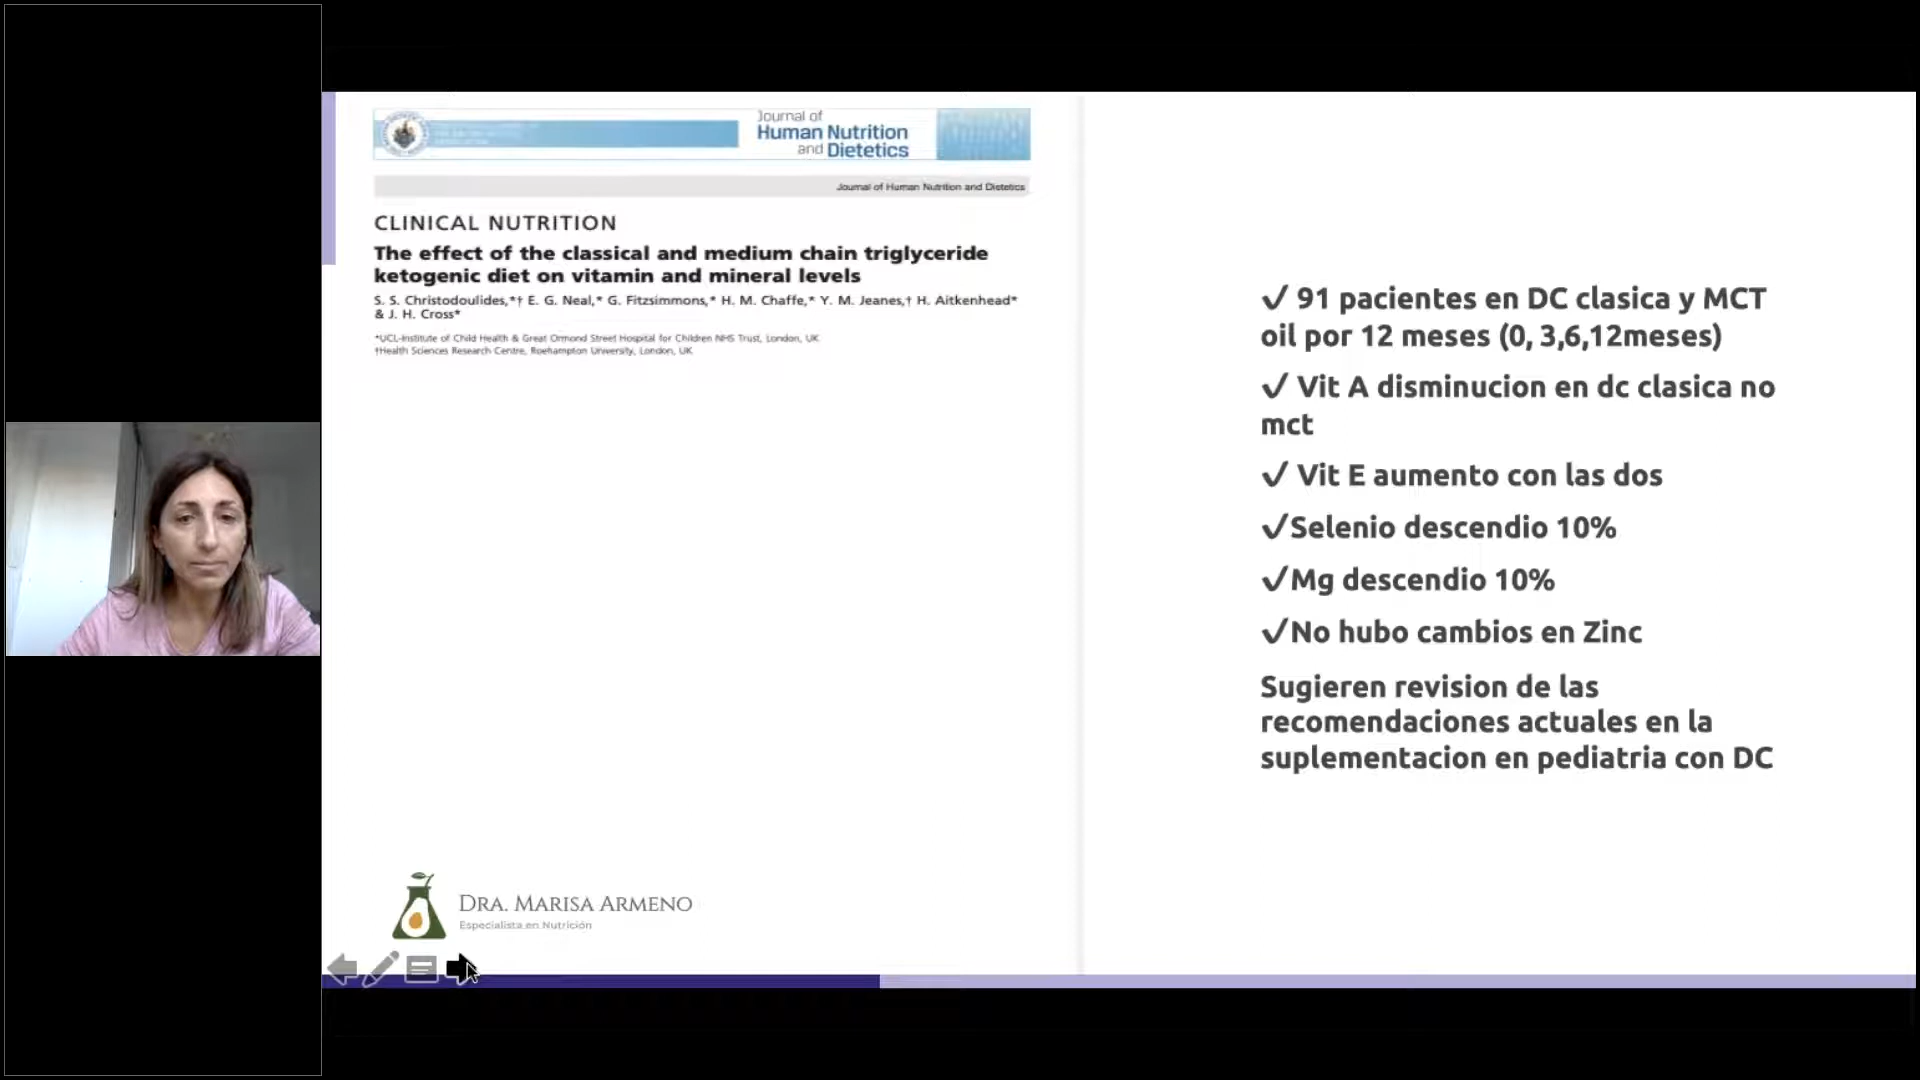 Journal of
Human Nutrition
and Dietetics
Journal of Human Nutrition and Dietetics
CLINICAL NUTRITION
The effect of the classical and medium chain triglyceride
ketogenic diet on vitamin and mineral levels
S. S. Christodoulides,*† E. G. Neal,* G. Fitzsimmons,* H. M. Chaffe,* Y. M. Jeanes,† H. Aitkenhead*
& J. H. Cross*
*UCL-Institute of Child Health & Great Ormond Street Hospital for Children NHS Trust, London, UK
†Health Sciences Research Centre, Roehampton University, London, UK
✓ 91 pacientes en DC clasica y MCT
oil por 12 meses (0, 3,6,12meses)
✓ Vit A disminucion en dc clasica no
mct
✓ Vit E aumento con las dos
✓Selenio descendio 10%
✓Mg descendio 10%
✓No hubo cambios en Zinc
Sugieren revision de las
recomendaciones actuales en la
suplementacion en pediatria con DC
DRA. MARISA ARMENO
Especialista en Nutrición